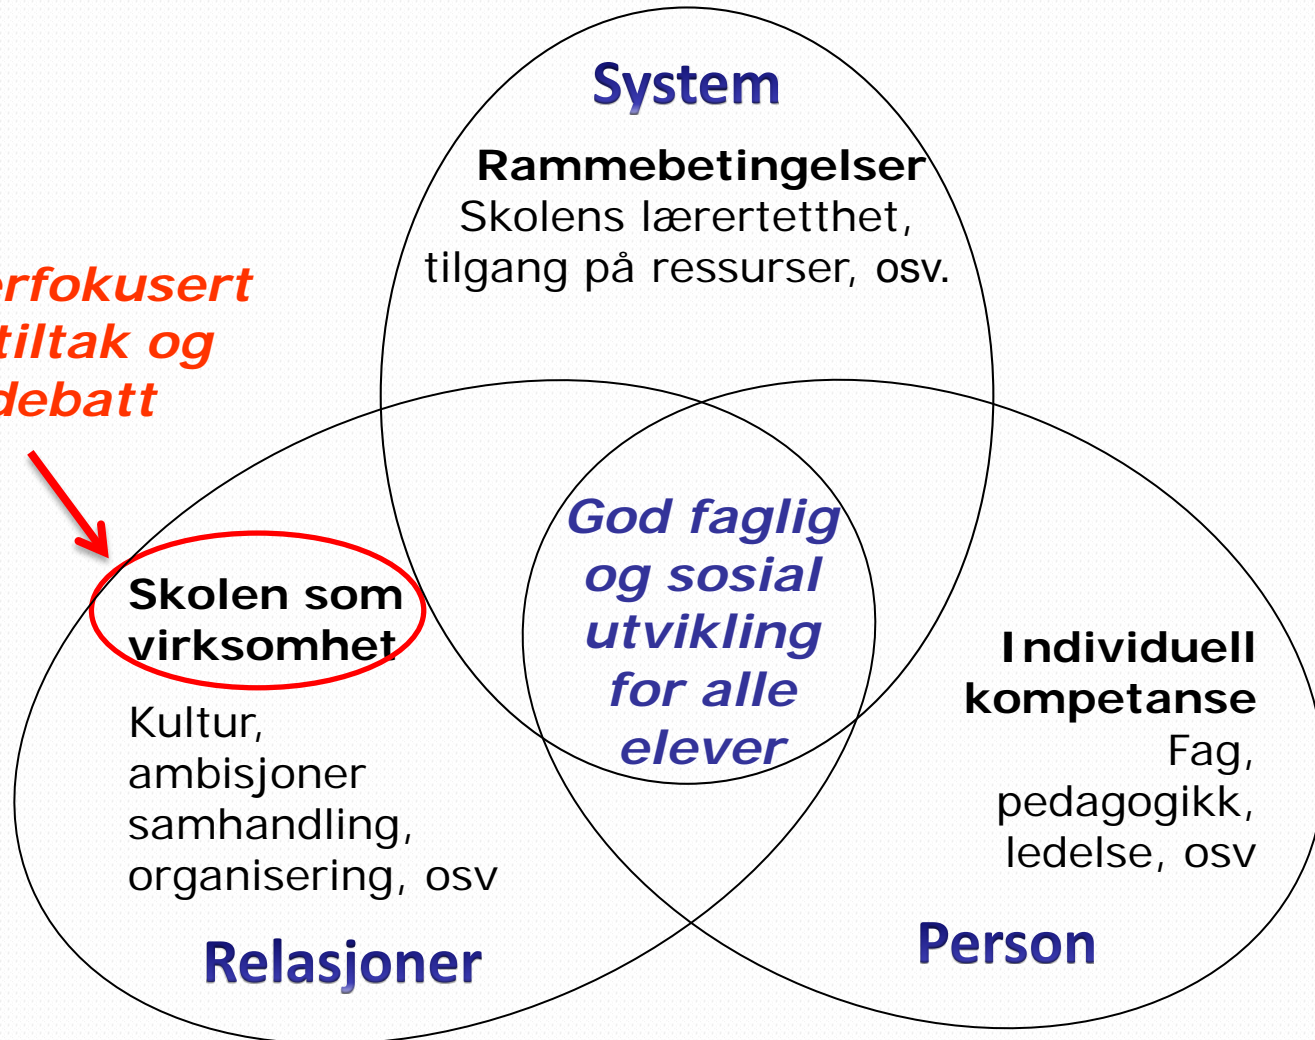 System
Rammebetingelser
Skolens lærertetthet,
tilgang på ressurser, osv.
erfokusert
tiltak og
debatt
God faglig
og sosial
utvikling
for alle
elever
Skolen som
virksomhet
Kultur,
ambisjoner
samhandling,
organisering, osv
Relasjoner
Individuell
kompetanse
Fag,
pedagogikk,
ledelse, osv
Person